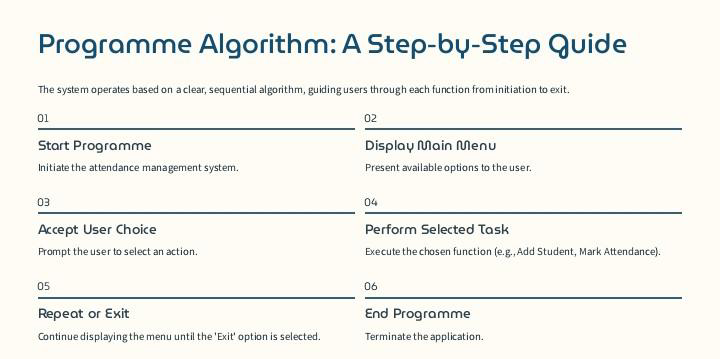 Programme Algorithm: A Step-by-Step Guide
The system operates based on a clear, sequential algorithm, guiding users through each function from initiation to exit.
01
Start Programme
Initiate the attendance management system.
02
Display Main Menu
Present available options to the user.
03
Accept User Choice
Prompt the user to select an action.
04
Perform Selected Task
Execute the chosen function (e.g., Add Student, Mark Attendance).
05
Repeat or Exit
Continue displaying the menu until the 'Exit' option is selected.
06
End Programme
Terminate the application.